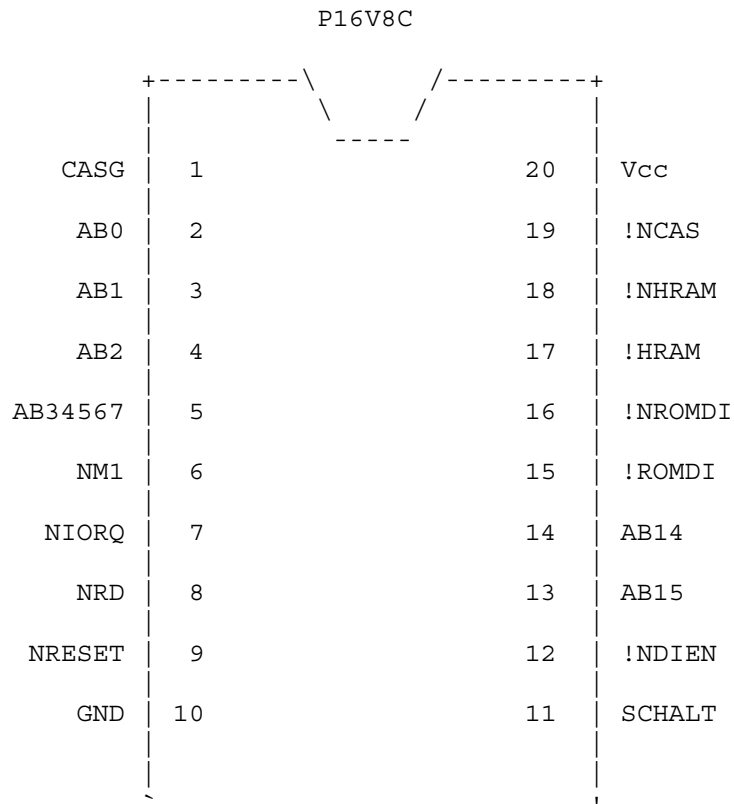 P16V8C
CASG 1 20 Vcc
AB0 2 19 !NCAS
AB1 3 18 !NHRAM
AB2 4 17 !HRAM
AB34567 5 16 !NROMDI
NM1 6 15 !ROMDI
NIORQ 7 14 AB14
NRD 8 13 AB15
NRESET 9 12 !NDIEN
GND 10 11 SCHALT